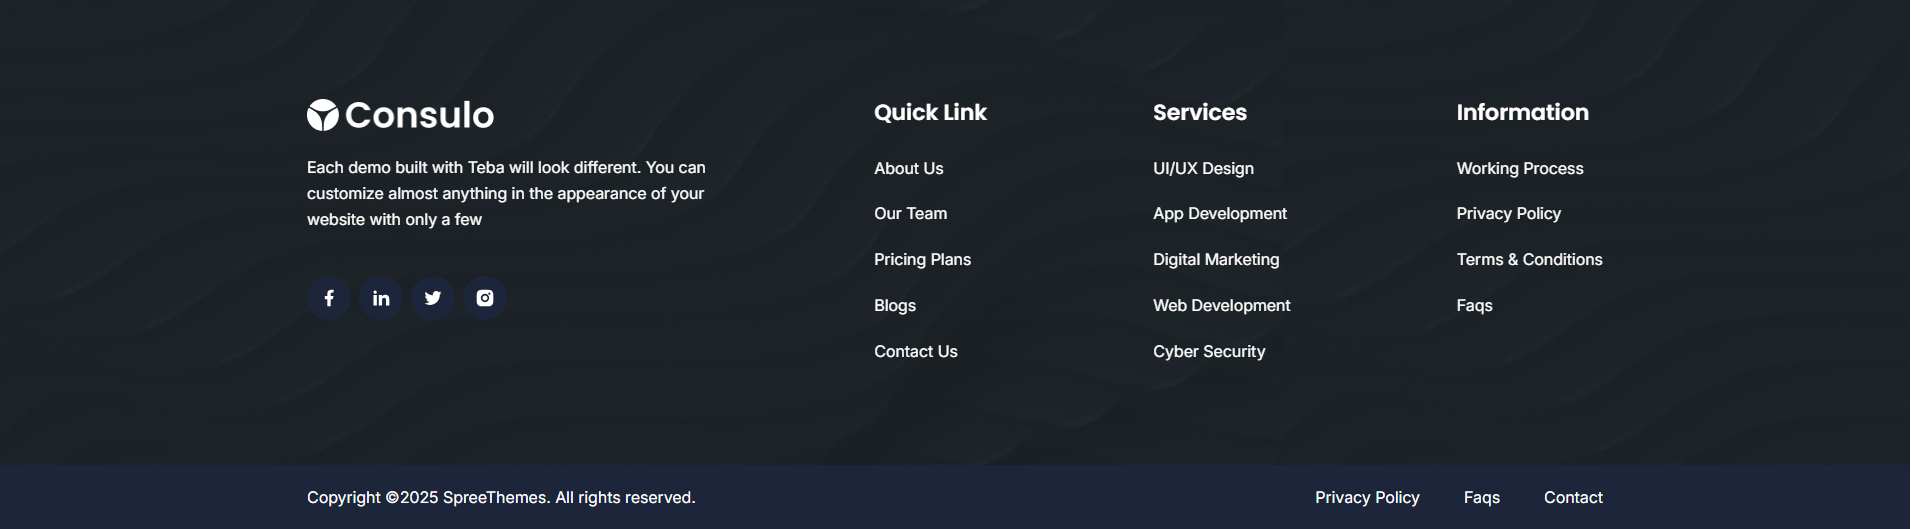 Consulo
Each demo built with Teba will look different. You can
customize almost anything in the appearance of your
website with only a few
Quick Link
About Us
Our Team
Pricing Plans
Blogs
Contact Us
Services
UI/UX Design
App Development
Digital Marketing
Web Development
Cyber Security
Information
Working Process
Privacy Policy
Terms & Conditions
Faqs
Copyright ©2025 SpreeThemes. All rights reserved.
Privacy Policy Faqs Contact